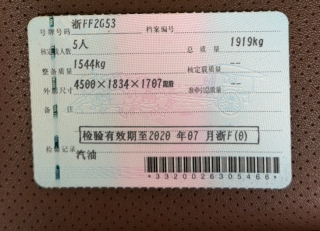 号牌号码 浙FF2G53 档案编号
核定载人数 5人 总质量 1919kg
整备质量 1544kg 核定载质量 --
外廓尺寸 4500×1834×1707 准牵引总质量 --
备注
检验有效期至2020 年07 月浙F(0)
检验记录
汽油
*3320026305466*